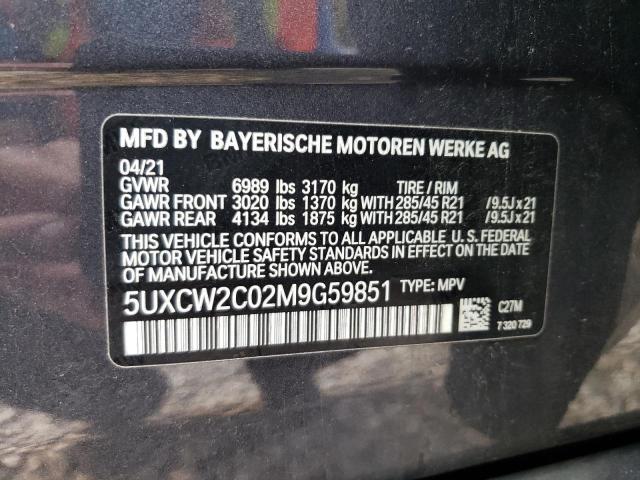 MFD BY BAYERISCHE MOTOREN WERKE AG
04/21
GVWR 6989 lbs 3170 kg TIRE / RIM
GAWR FRONT 3020 lbs 1370 kg WITH 285/45 R21 /9.5J x 21
GAWR REAR 4134 lbs 1875 kg WITH 285/45 R21 /9.5J x 21
THIS VEHICLE CONFORMS TO ALL APPLICABLE U. S. FEDERAL
MOTOR VEHICLE SAFETY STANDARDS IN EFFECT ON THE DATE
OF MANUFACTURE SHOWN ABOVE.
5UXCW2C02M9G59851 TYPE: MPV
C27M
7 320 729